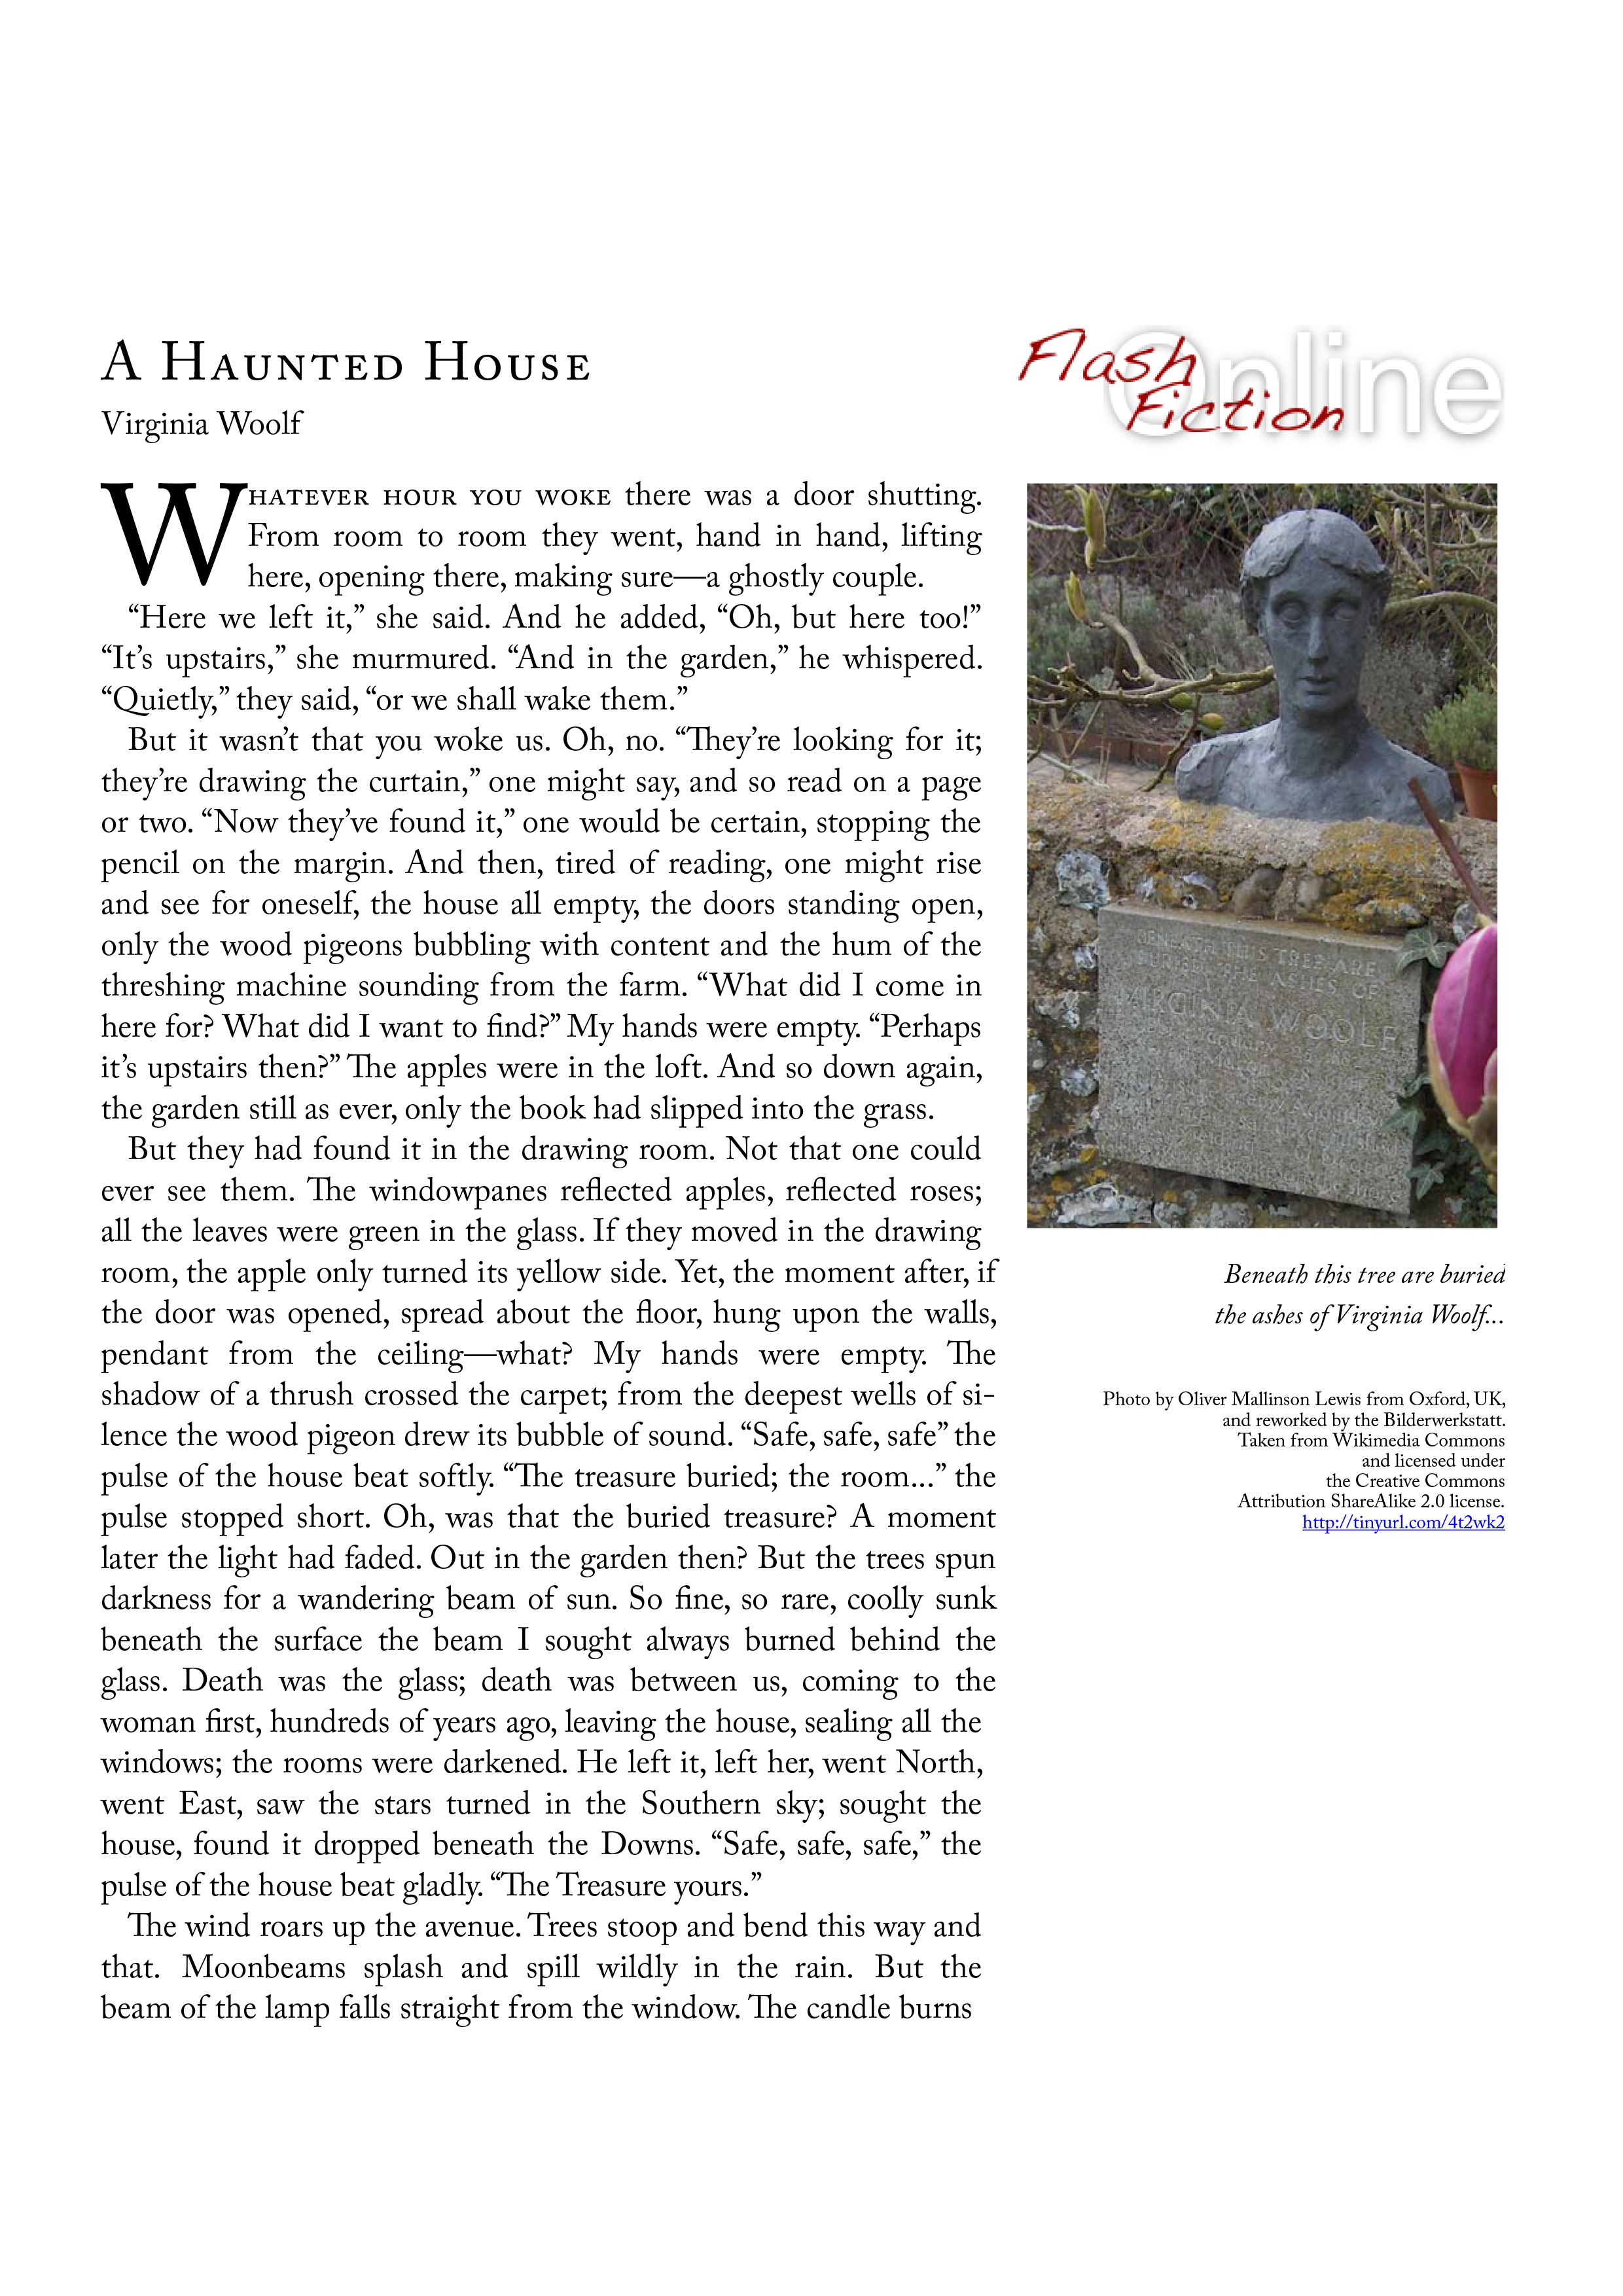 A Haunted House
Virginia Woolf
Flash Fiction Online
Whatever hour you woke there was a door shutting.
From room to room they went, hand in hand, lifting
here, opening there, making sure—a ghostly couple.
“Here we left it,” she said. And he added, “Oh, but here too!”
“It’s upstairs,” she murmured. “And in the garden,” he whispered.
“Quietly,” they said, “or we shall wake them.”
But it wasn’t that you woke us. Oh, no. “They’re looking for it;
they’re drawing the curtain,” one might say, and so read on a page
or two. “Now they’ve found it,” one would be certain, stopping the
pencil on the margin. And then, tired of reading, one might rise
and see for oneself, the house all empty, the doors standing open,
only the wood pigeons bubbling with content and the hum of the
threshing machine sounding from the farm. “What did I come in
here for? What did I want to find?” My hands were empty. “Perhaps
it’s upstairs then?” The apples were in the loft. And so down again,
the garden still as ever, only the book had slipped into the grass.
But they had found it in the drawing room. Not that one could
ever see them. The windowpanes reflected apples, reflected roses;
all the leaves were green in the glass. If they moved in the drawing
room, the apple only turned its yellow side. Yet, the moment after, if
the door was opened, spread about the floor, hung upon the walls,
pendant from the ceiling—what? My hands were empty. The
shadow of a thrush crossed the carpet; from the deepest wells of si-
lence the wood pigeon drew its bubble of sound. “Safe, safe, safe” the
pulse of the house beat softly. “The treasure buried; the room...” the
pulse stopped short. Oh, was that the buried treasure? A moment
later the light had faded. Out in the garden then? But the trees spun
darkness for a wandering beam of sun. So fine, so rare, coolly sunk
beneath the surface the beam I sought always burned behind the
glass. Death was the glass; death was between us, coming to the
woman first, hundreds of years ago, leaving the house, sealing all the
windows; the rooms were darkened. He left it, left her, went North,
went East, saw the stars turned in the Southern sky; sought the
house, found it dropped beneath the Downs. “Safe, safe, safe,” the
pulse of the house beat gladly. “The Treasure yours.”
The wind roars up the avenue. Trees stoop and bend this way and
that. Moonbeams splash and spill wildly in the rain. But the
beam of the lamp falls straight from the window. The candle burns
BENEATH THIS TREE ARE
BURIED THE ASHES OF
VIRGINIA WOOLF
Beneath this tree are buried
the ashes of Virginia Woolf...
Photo by Oliver Mallinson Lewis from Oxford, UK,
and reworked by the Bilderwerkstatt.
Taken from Wikimedia Commons
and licensed under
the Creative Commons
Attribution ShareAlike 2.0 license.
http://tinyurl.com/4t2wk2